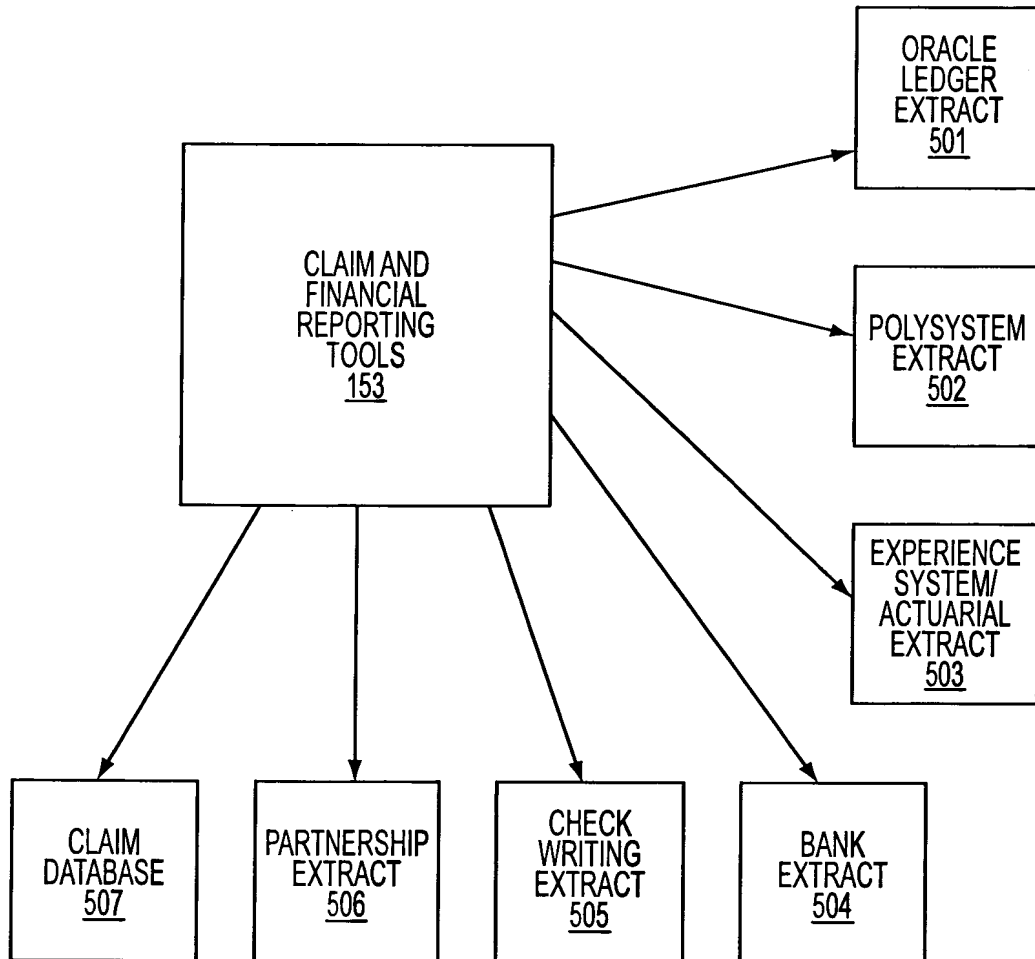 ORACLE
LEDGER
EXTRACT
501
CLAIM AND
FINANCIAL
REPORTING
TOOLS
153
POLYSYSTEM
EXTRACT
502
EXPERIENCE
SYSTEM/
ACTUARIAL
EXTRACT
503
CLAIM
DATABASE
507
PARTNERSHIP
EXTRACT
506
CHECK
WRITING
EXTRACT
505
BANK
EXTRACT
504